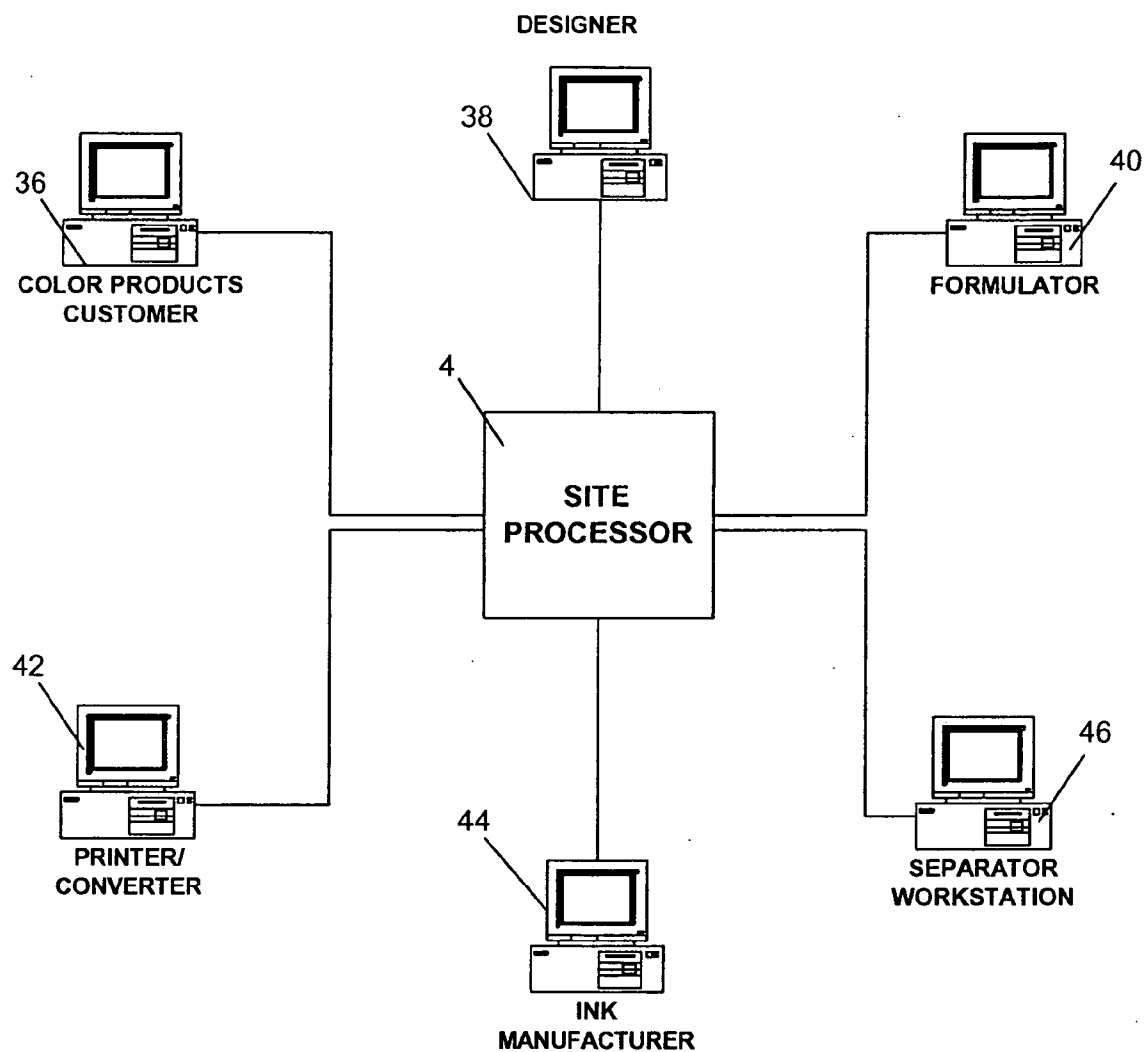 DESIGNER
38
36
40
COLOR PRODUCTS
CUSTOMER
FORMULATOR
4
SITE
PROCESSOR
42
46
PRINTER/
CONVERTER
44
SEPARATOR
WORKSTATION
INK
MANUFACTURER